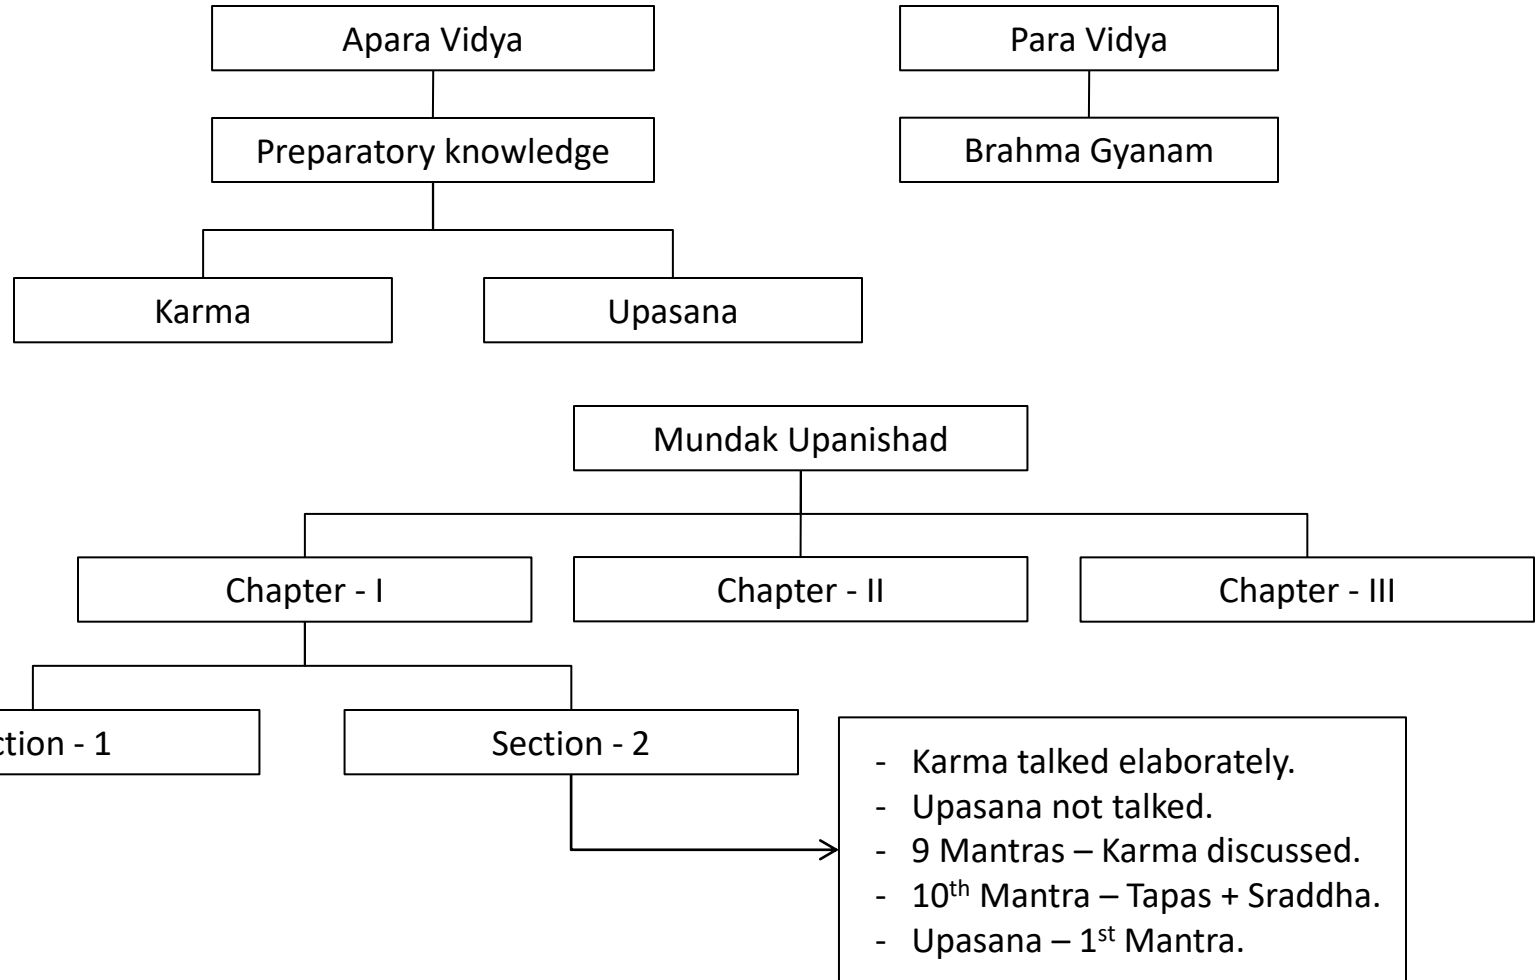 Apara Vidya
Para Vidya
Preparatory knowledge
Brahma Gyanam
Karma
Upasana
Mundak Upanishad
Chapter - I
Chapter - II
Chapter - III
ction - 1
Section - 2
- Karma talked elaborately.
- Upasana not talked.
- 9 Mantras – Karma discussed.
- 10th Mantra – Tapas + Sraddha.
- Upasana – 1st Mantra.